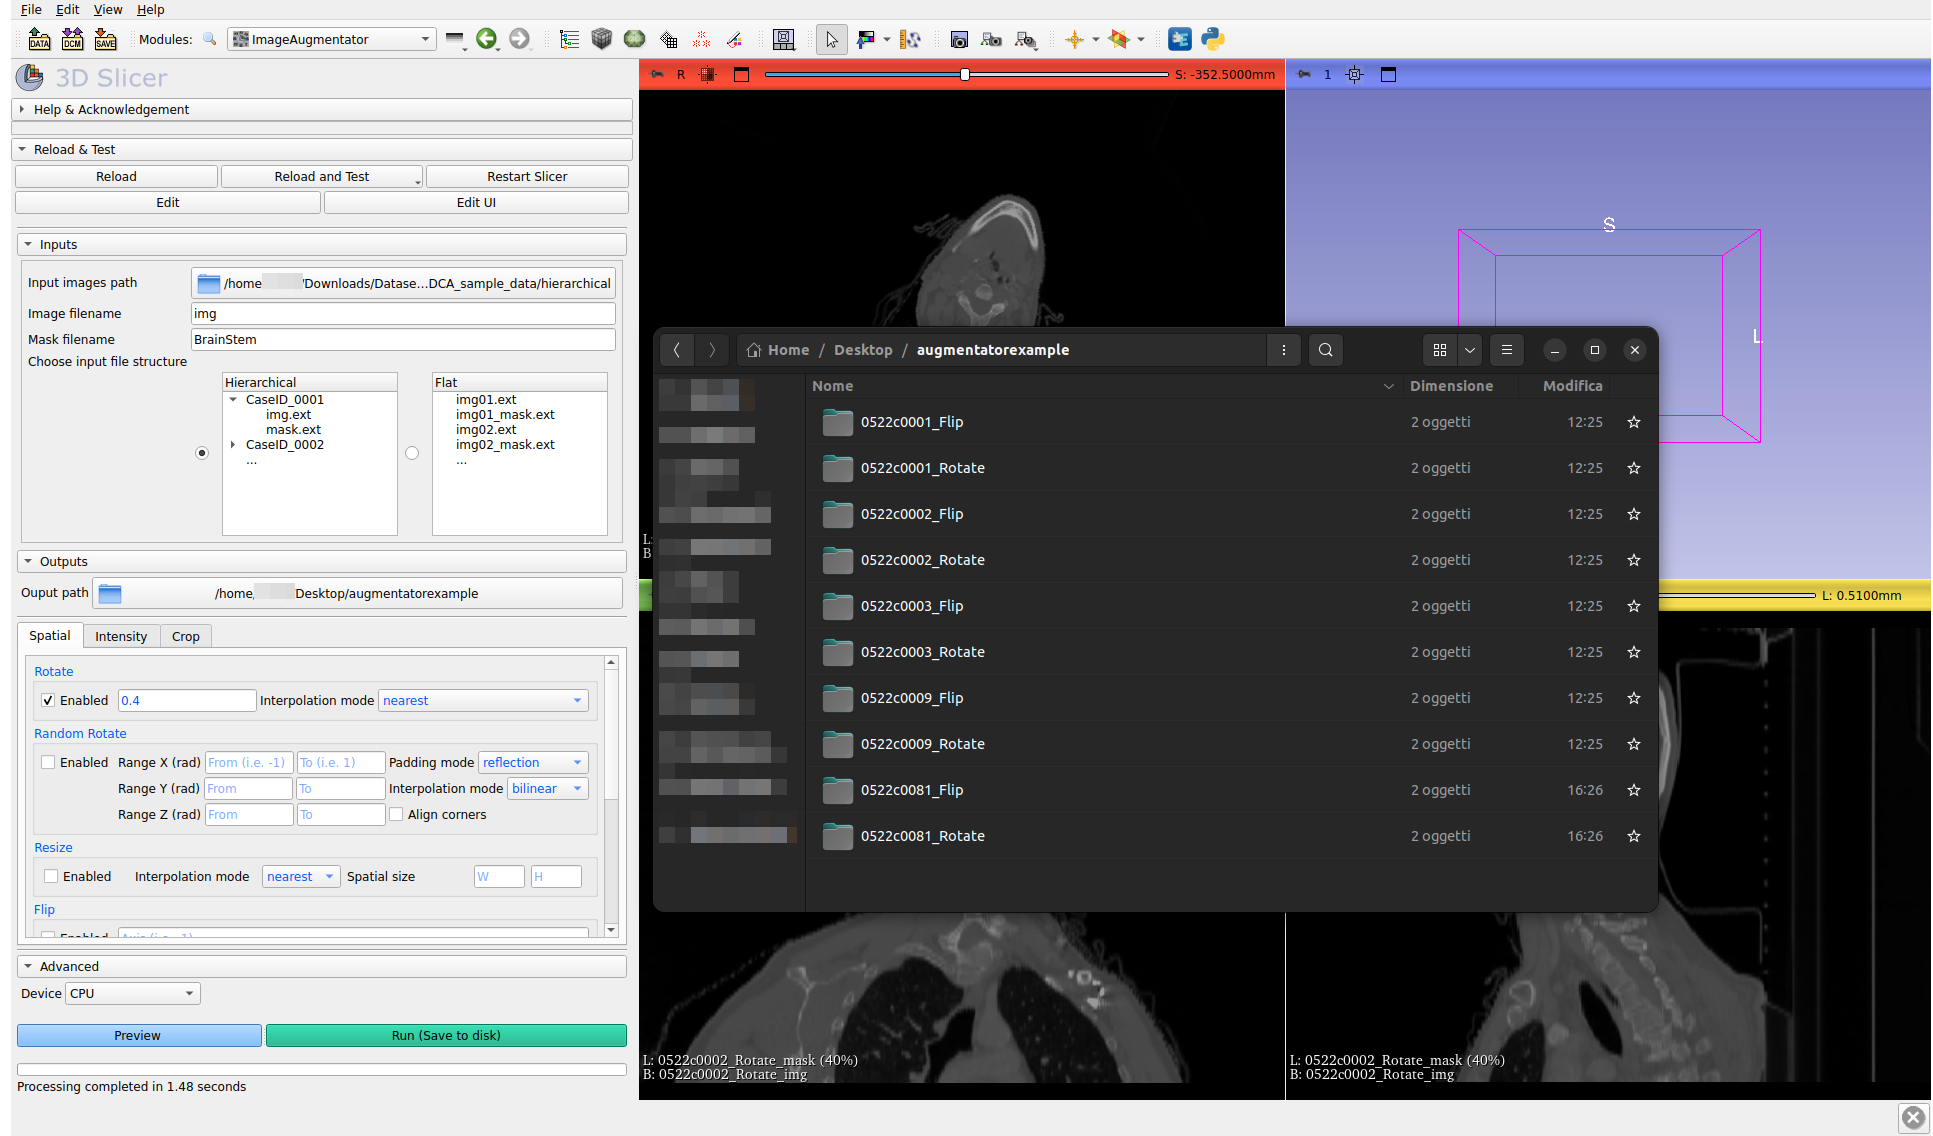 File Edit View Help
DATA DCM SAVE Modules: ImageAugmentator
3D Slicer
Help & Acknowledgement
Reload & Test
Reload Reload and Test Restart Slicer
Edit Edit UI
Inputs
Input images path /home /Downloads/Datase...DCA_sample_data/hierarchical
Image filename img
Mask filename BrainStem
Choose input file structure
Hierarchical
CaseID_0001
img.ext
mask.ext
CaseID_0002
...
Flat
img01.ext
img01_mask.ext
img02.ext
img02_mask.ext
...
Outputs
Ouput path /home, Desktop/augmentatorexample
Spatial Intensity Crop
Rotate
Enabled 0.4 Interpolation mode nearest
Random Rotate
Enabled Range X (rad) From (i.e. -1) To (i.e. 1) Padding mode reflection
Range Y (rad) From To Interpolation mode bilinear
Range Z (rad) From To Align corners
Resize
Enabled Interpolation mode nearest Spatial size W H
Flip
Enabled Axis (i.e. 1)
Advanced
Device CPU
Preview Run (Save to disk)
Processing completed in 1.48 seconds
R S: -352.5000mm
1
S
L
L:
B
L: 0.5100mm
Home / Desktop / augmentatorexample
Nome Dimensione Modifica
0522c0001_Flip 2 oggetti 12:25
0522c0001_Rotate 2 oggetti 12:25
0522c0002_Flip 2 oggetti 12:25
0522c0002_Rotate 2 oggetti 12:25
0522c0003_Flip 2 oggetti 12:25
0522c0003_Rotate 2 oggetti 12:25
0522c0009_Flip 2 oggetti 12:25
0522c0009_Rotate 2 oggetti 12:25
0522c0081_Flip 2 oggetti 16:26
0522c0081_Rotate 2 oggetti 16:26
L: 0522c0002_Rotate_mask (40%)
B: 0522c0002_Rotate_img
L: 0522c0002_Rotate_mask (40%)
B: 0522c0002_Rotate_img